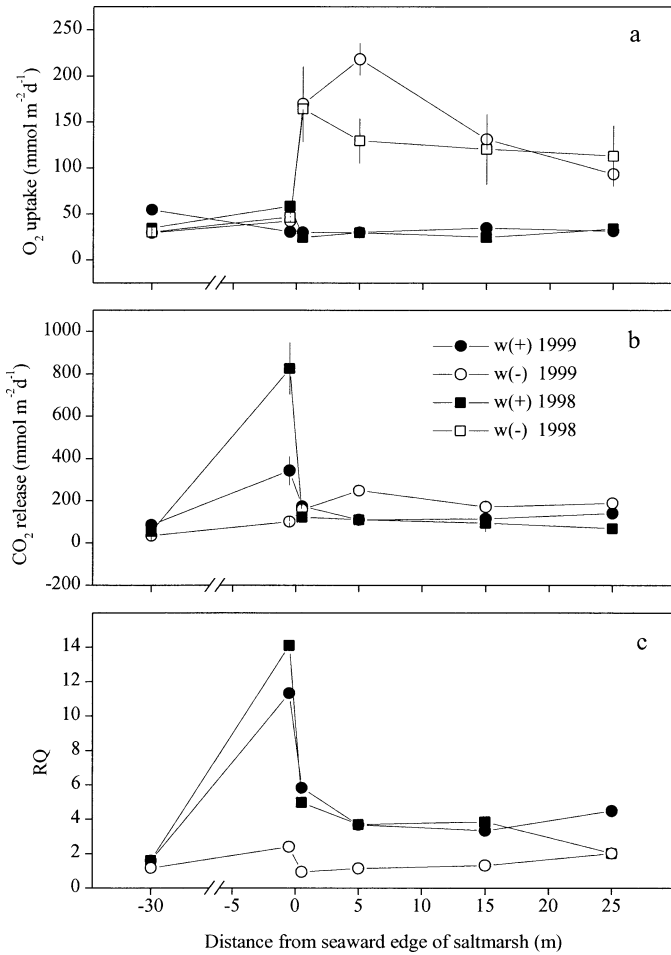 a
250
200
150
100
50
0
O₂ uptake (mmol m⁻²d⁻¹)
b
1000
800
600
400
200
0
-200
CO₂ release (mmol m⁻²d⁻¹)
w(+) 1999
w(-) 1999
w(+) 1998
w(-) 1998
c
14
12
10
8
6
4
2
0
RQ
-30 -5 0 5 10 15 20 25
Distance from seaward edge of saltmarsh (m)